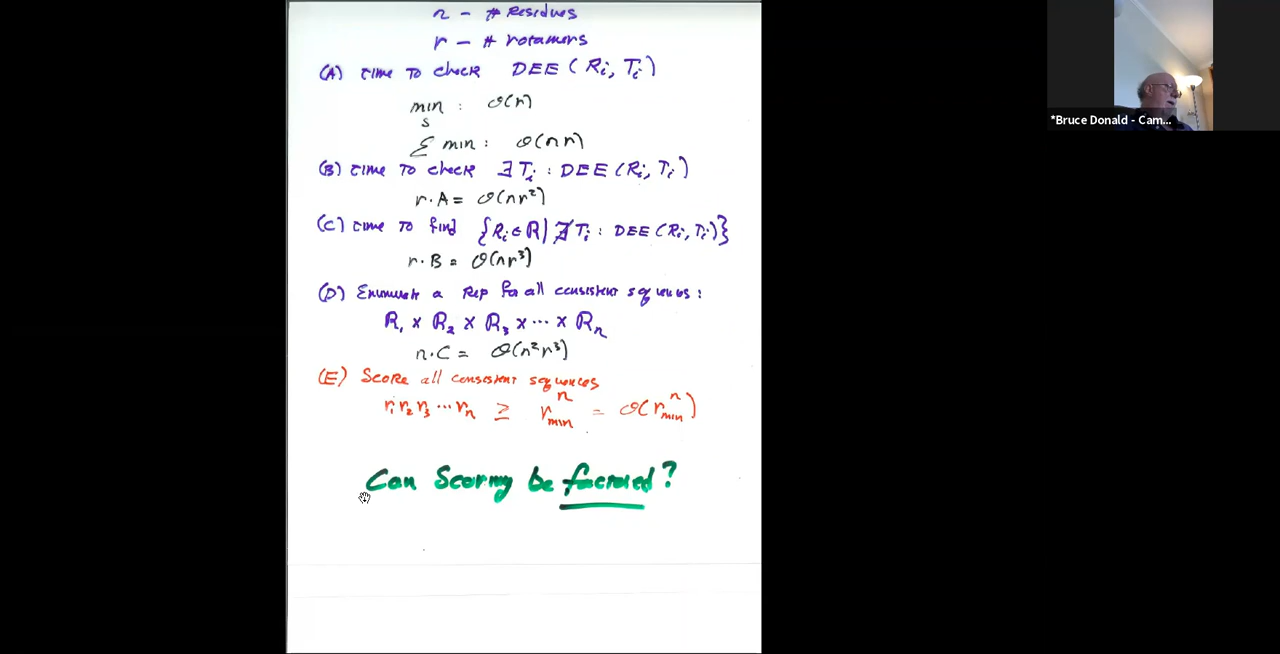 n - # Residues
r - # rotamers
(A) time to check DEE (Ri, Ti)
min : O(r)
s
Σ min : O(nr)
(B) time to check ∃ Ti : DEE (Ri, Ti)
r·A = O(nr²)
(C) time to find {Ri ∈ R | ∄ Ti : DEE (Ri, Ti)}
r·B = O(nr³)
(D) Enumerate a Rep for all consistent sequences :
R₁ × R₂ × R₃ × ··· × Rn
n·C = O(n²r³)
(E) Score all consistent sequences
r₁ r₂ r₃ ··· rn ≥ r_min^n = O(r_min^n)
Can Scoring be factored?
*Bruce Donald - Cam...